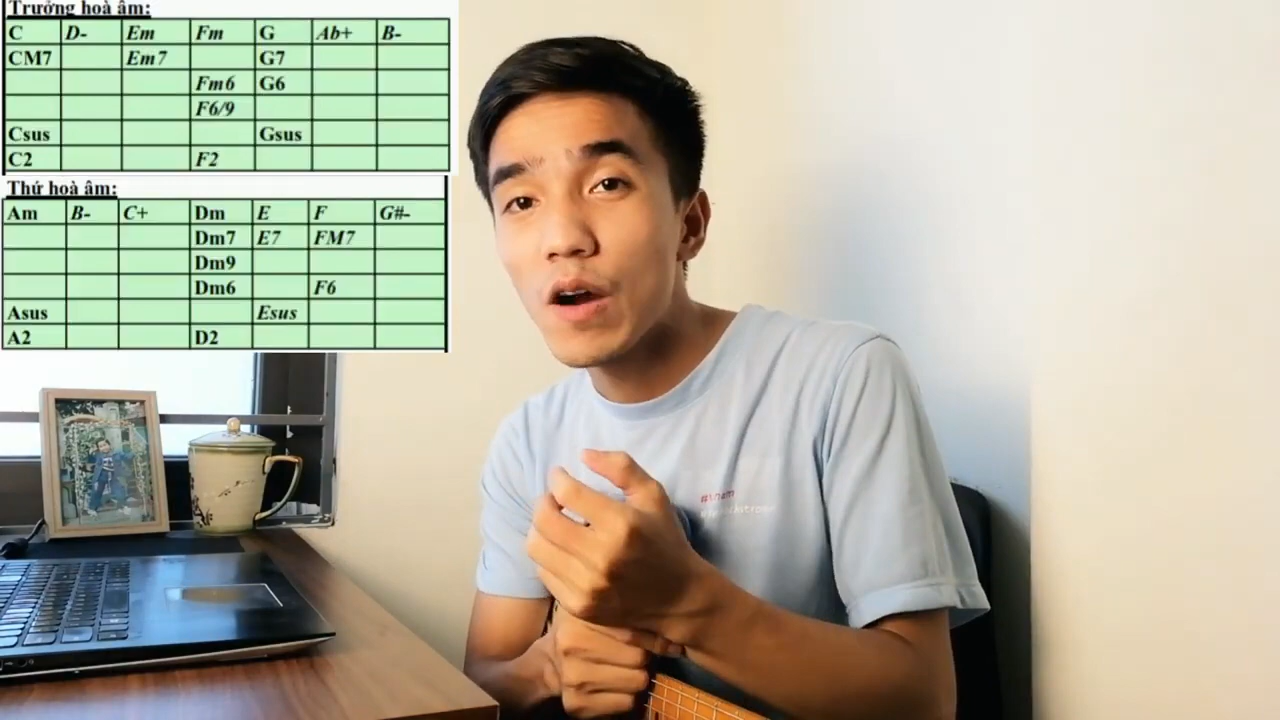 Trưởng hoà âm:
C D- Em Fm G Ab+ B-
CM7 Em7 G7
Fm6 G6
F6/9
Csus Gsus
C2 F2
Thứ hoà âm:
Am B- C+ Dm E F G#-
Dm7 E7 FM7
Dm9
Dm6 F6
Asus Esus
A2 D2